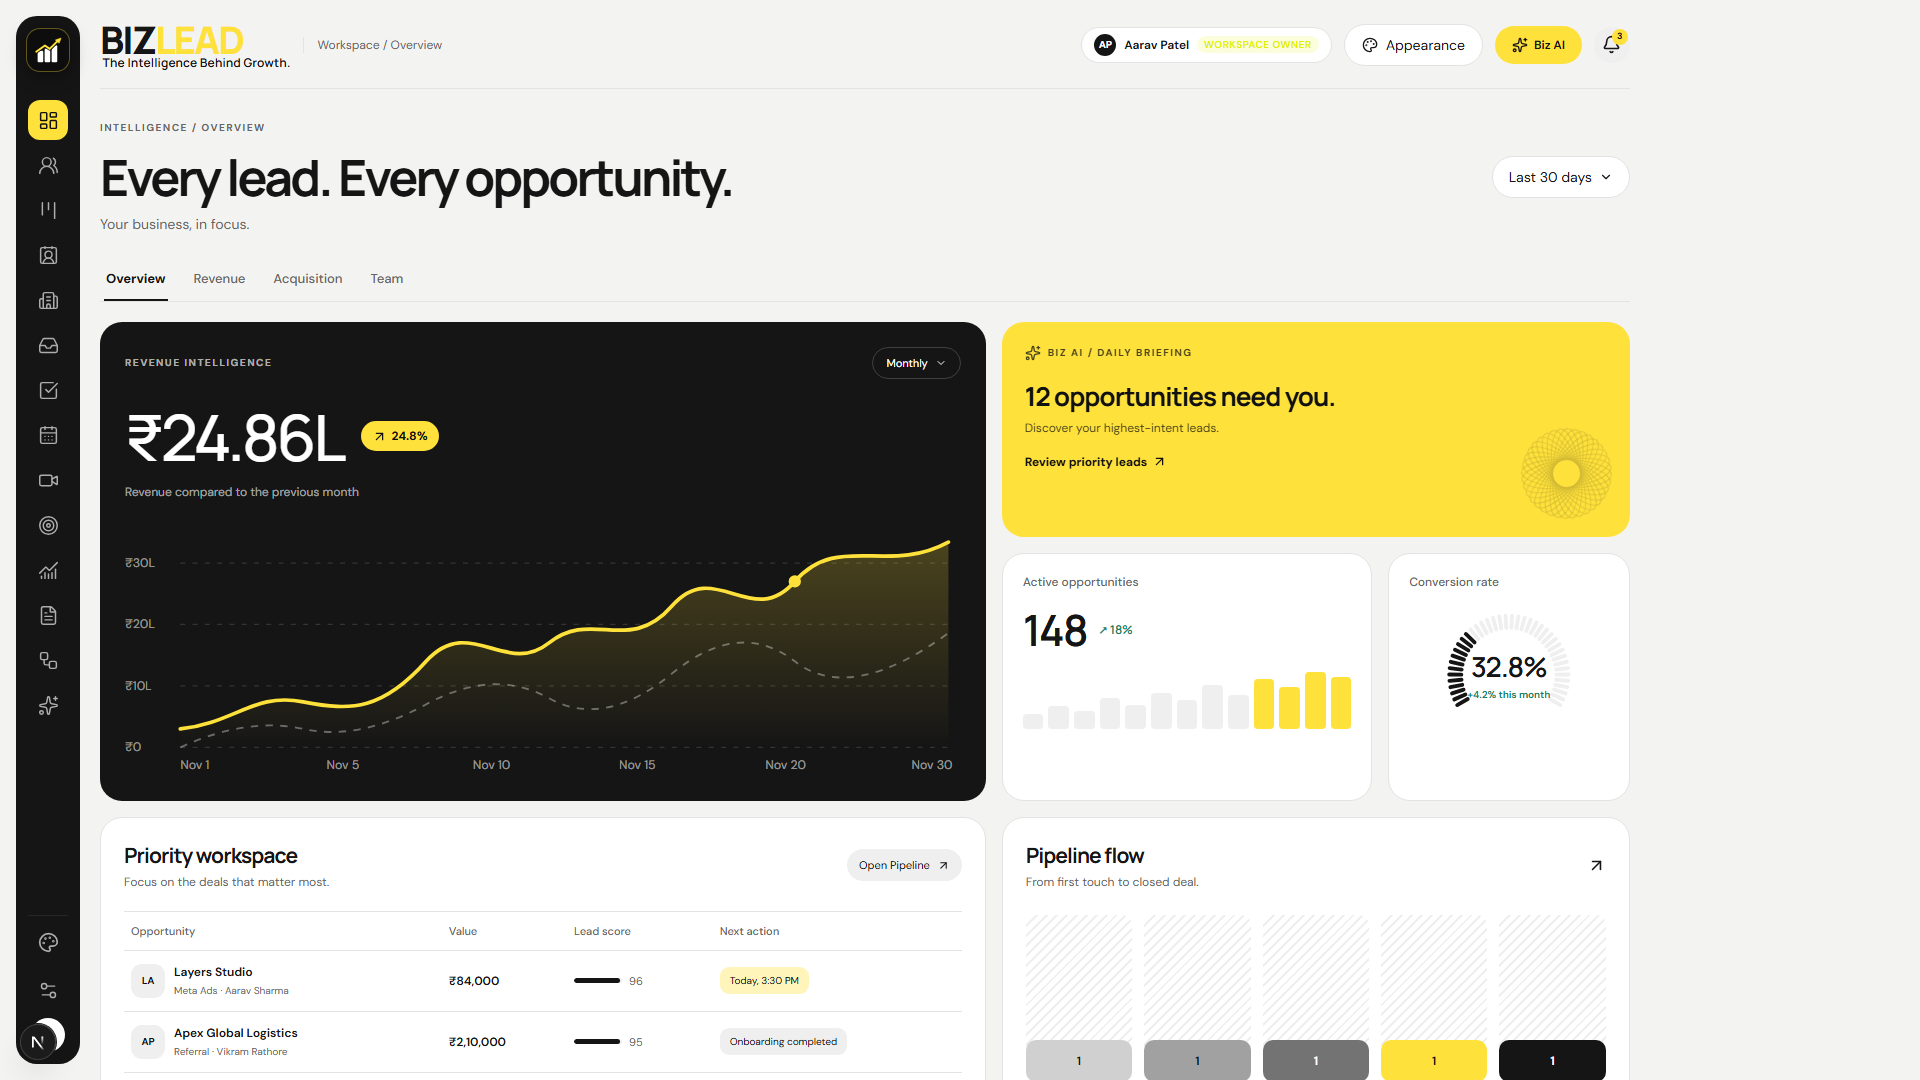 BIZLEAD
The Intelligence Behind Growth.
Workspace / Overview
AP Aarav Patel WORKSPACE OWNER
Appearance
Biz AI
3
INTELLIGENCE / OVERVIEW
Every lead. Every opportunity.
Your business, in focus.
Last 30 days
Overview Revenue Acquisition Team
REVENUE INTELLIGENCE
Monthly
₹24.86L
24.8%
Revenue compared to the previous month
₹30L
₹20L
₹10L
₹0
Nov 1 Nov 5 Nov 10 Nov 15 Nov 20 Nov 30
BIZ AI / DAILY BRIEFING
12 opportunities need you.
Discover your highest-intent leads.
Review priority leads
Active opportunities
148
↗ 18%
Conversion rate
32.8%
+4.2% this month
Priority workspace
Focus on the deals that matter most.
Open Pipeline
Opportunity Value Lead score Next action
LA Layers Studio ₹84,000 96 Today, 3:30 PM
Meta Ads · Aarav Sharma
AP Apex Global Logistics ₹2,10,000 95 Onboarding completed
Referral · Vikram Rathore
Pipeline flow
From first touch to closed deal.
1 1 1 1 1
N